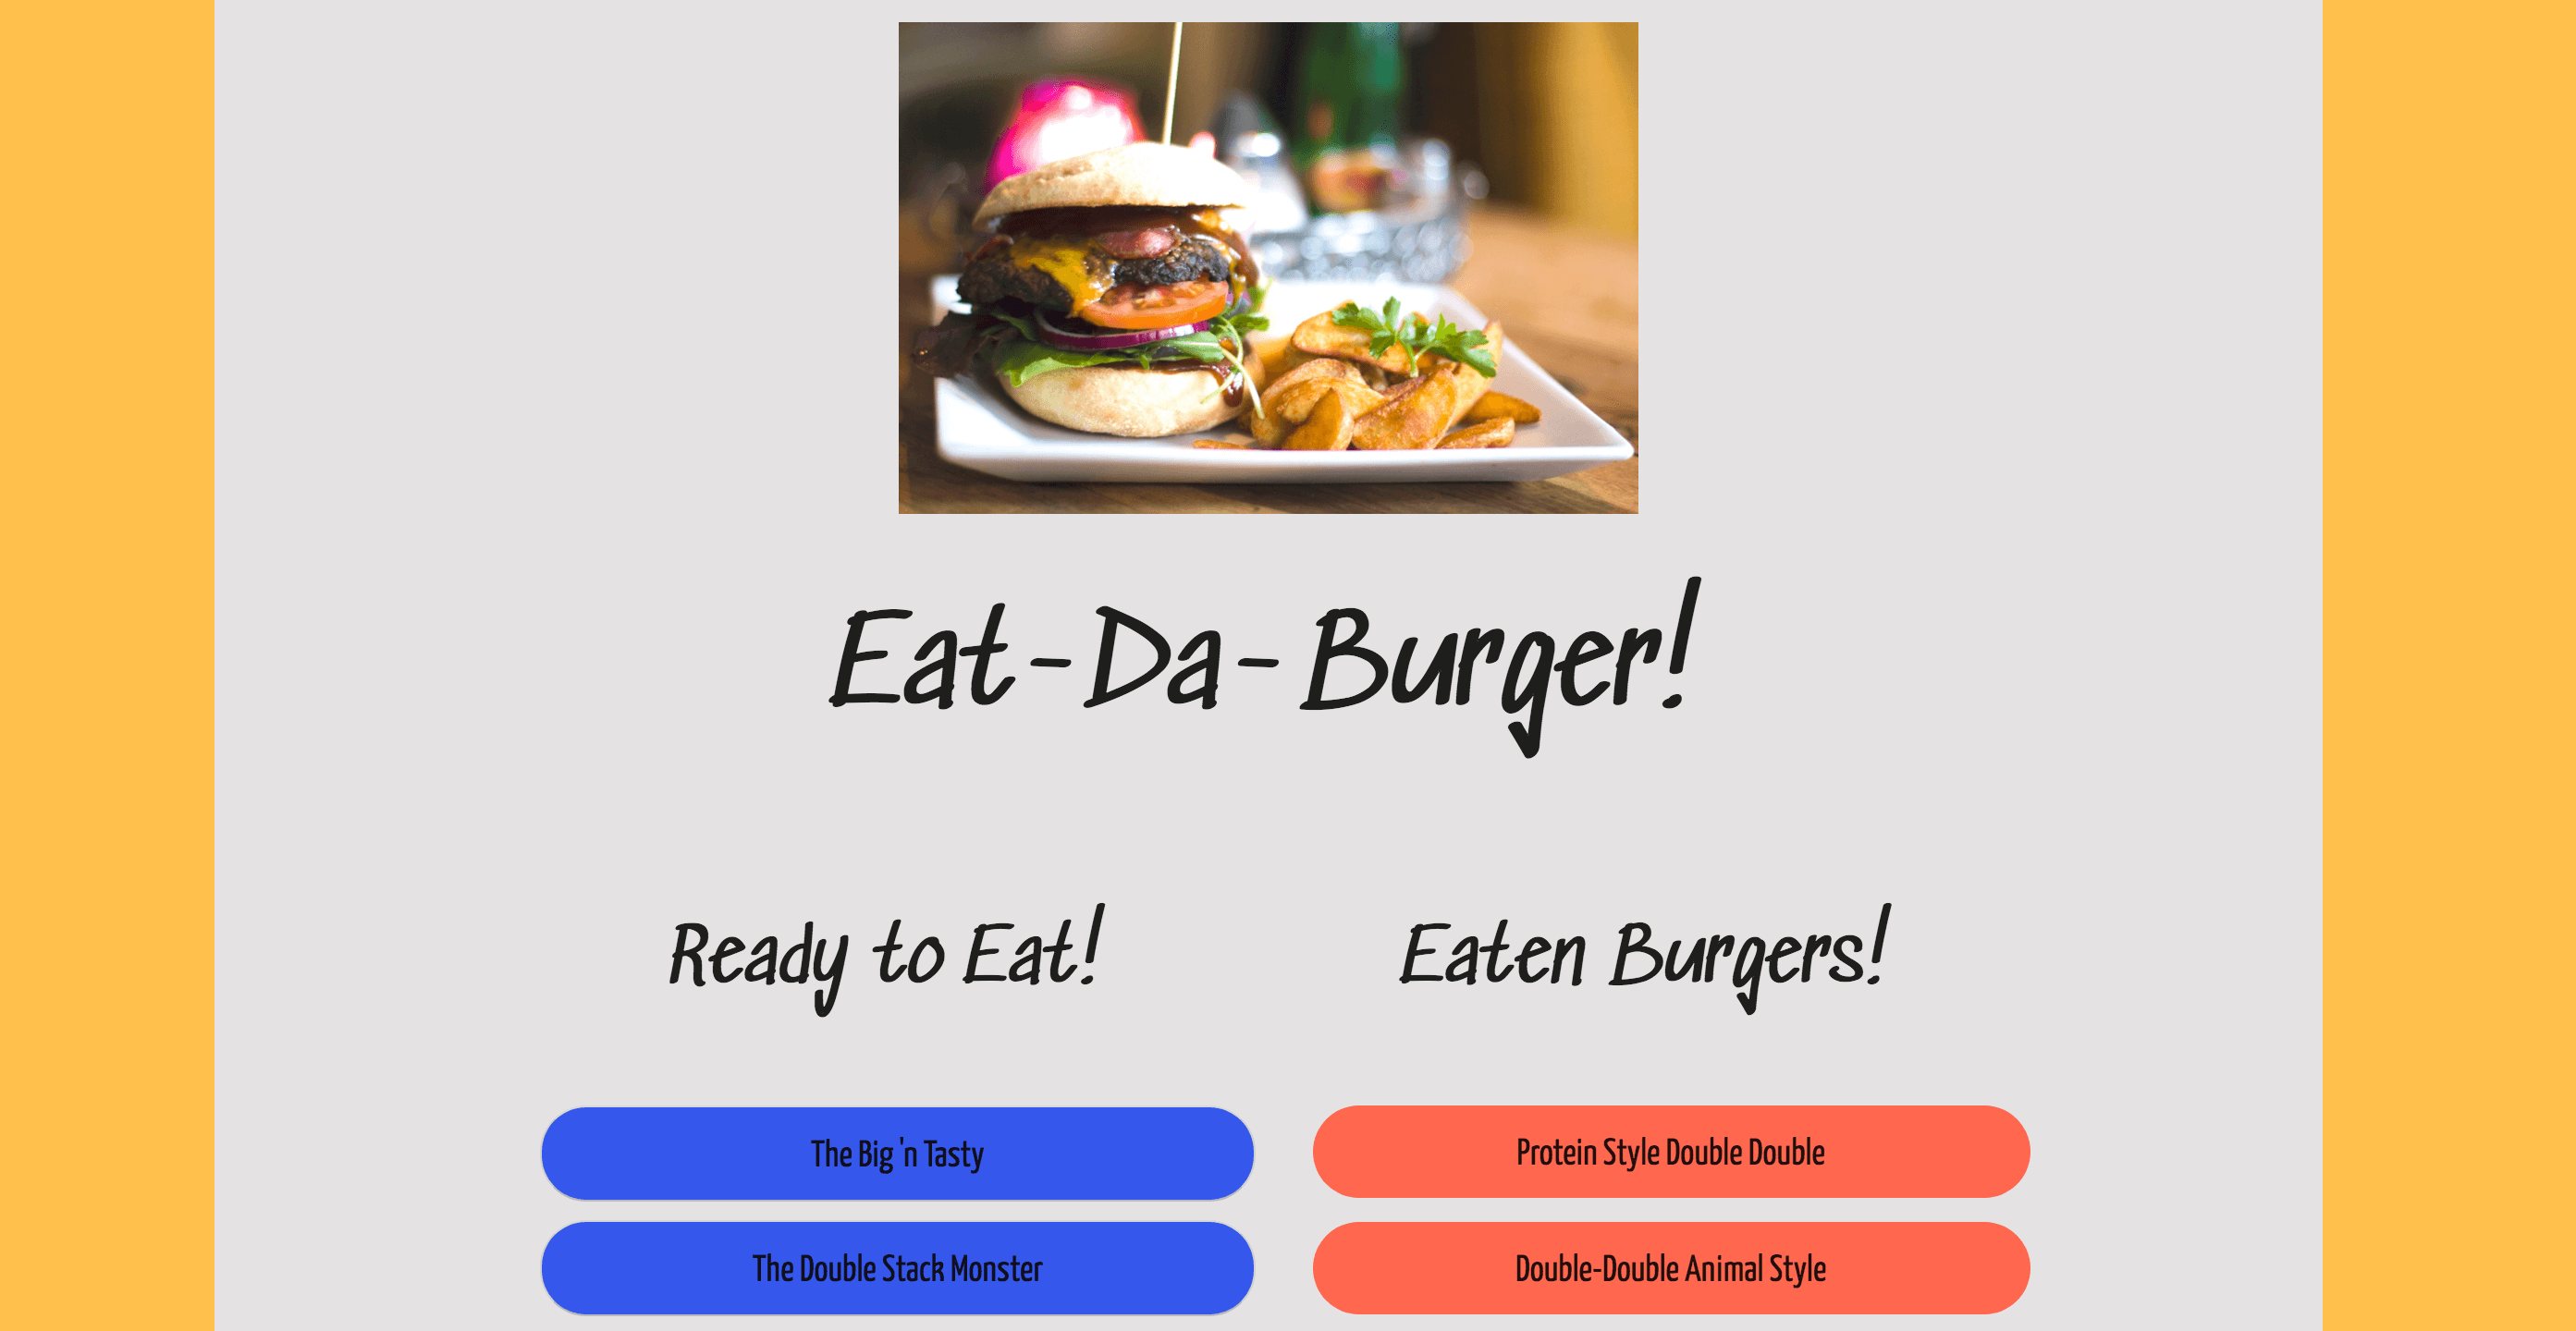 Eat-Da-Burger!
Ready to Eat!
Eaten Burgers!
The Big 'n Tasty
Protein Style Double Double
The Double Stack Monster
Double-Double Animal Style